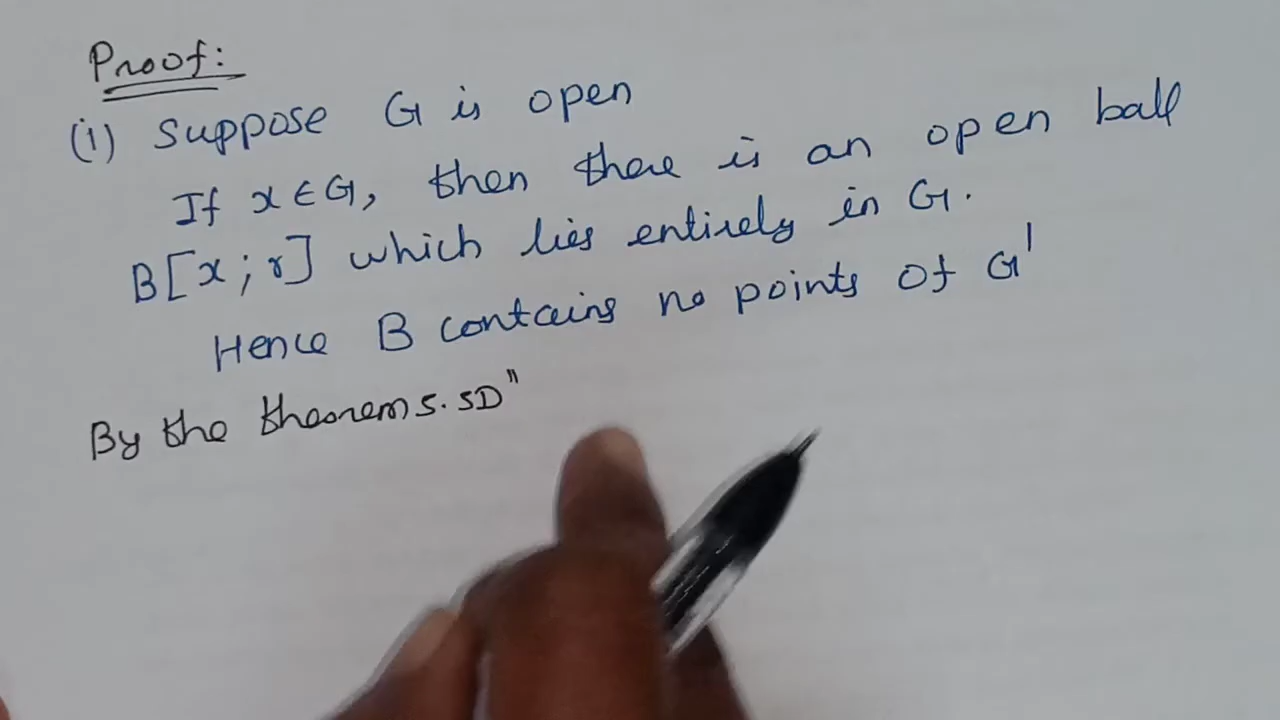 Proof:
(i) Suppose G is open
If x ∈ G, then there is an open ball
B[x ; r] which lies entirely in G.
Hence B contains no points of G'
By the theorem 5.5D"